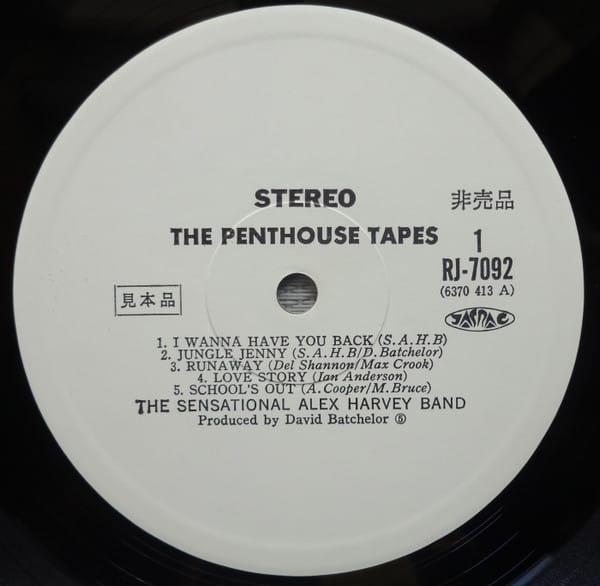 STEREO
非売品
THE PENTHOUSE TAPES
1
RJ-7092
(6370 413 A)
見本品
JASRAC
1. I WANNA HAVE YOU BACK (S.A.H.B)
2. JUNGLE JENNY (S.A.H.B/D. Batchelor)
3. RUNAWAY (Del Shannon/Max Crook)
4. LOVE STORY (Ian Anderson)
5. SCHOOL'S OUT (A. Cooper/M. Bruce)
THE SENSATIONAL ALEX HARVEY BAND
Produced by David Batchelor ⑤